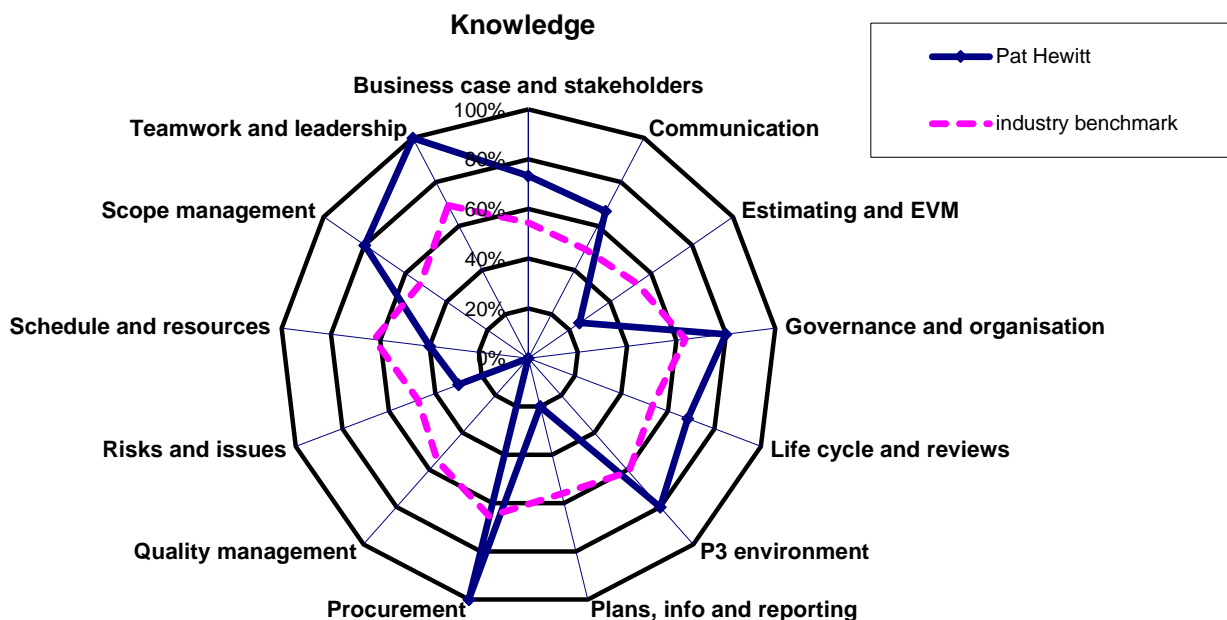 Knowledge
Pat Hewitt
industry benchmark
Business case and stakeholders
100%
Teamwork and leadership
Communication
80%
Scope management
Estimating and EVM
60%
40%
Schedule and resources
20%
Governance and organisation
0%
Risks and issues
Life cycle and reviews
Quality management
P3 environment
Procurement
Plans, info and reporting